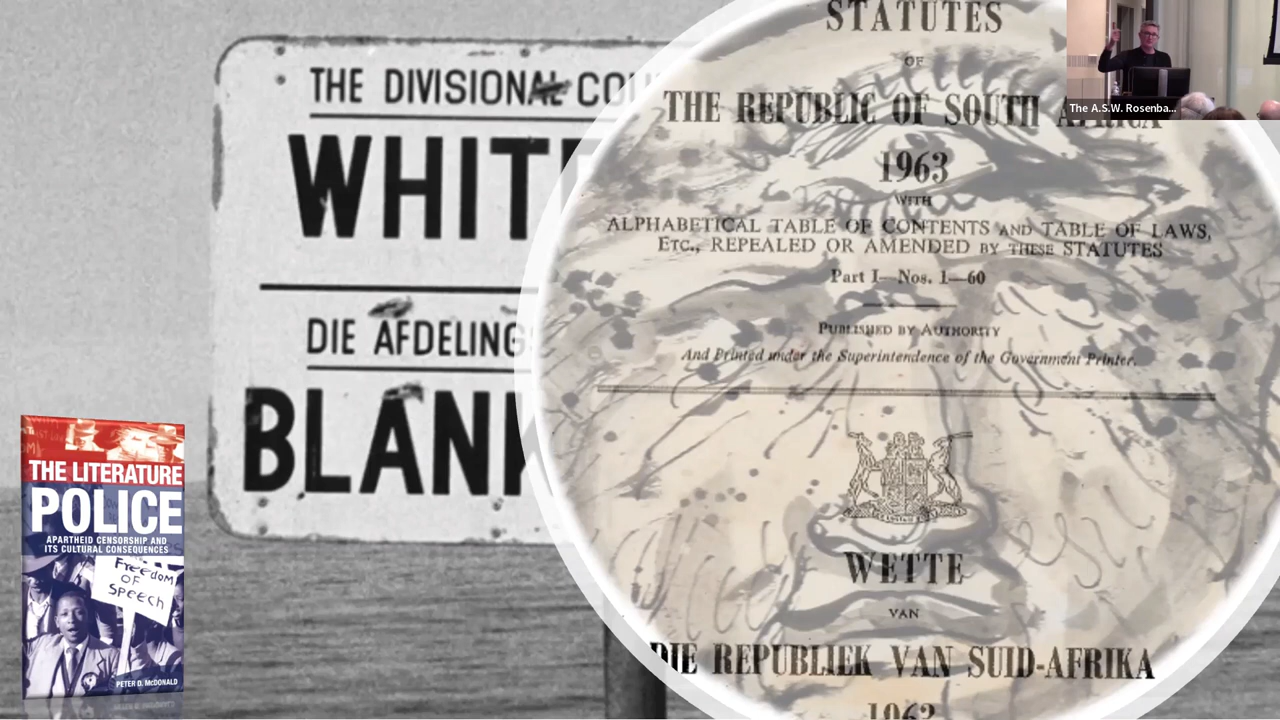 THE DIVISIONAL COU
WHITE
DIE AFDELING
BLANK
STATUTES
OF
THE REPUBLIC OF SOUTH AFRICA
1963
WITH
ALPHABETICAL TABLE OF CONTENTS AND TABLE OF LAWS,
ETC., REPEALED OR AMENDED BY THESE STATUTES
Part I—Nos. 1—60
PUBLISHED BY AUTHORITY
And Printed under the Superintendence of the Government Printer.
WETTE
VAN
DIE REPUBLIEK VAN SUID-AFRIKA
1963
THE LITERATURE
POLICE
APARTHEID CENSORSHIP AND
ITS CULTURAL CONSEQUENCES
Freedom
OF
SPeecH
PETER D. McDONALD
The A.S.W. Rosenba...